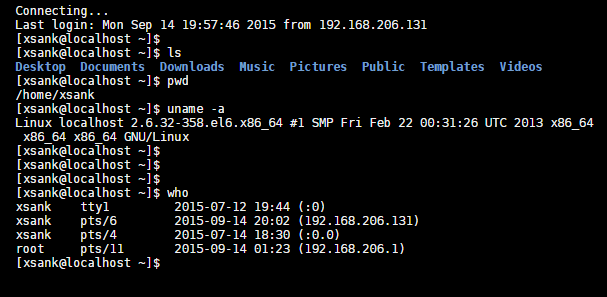 Connecting...
Last login: Mon Sep 14 19:57:46 2015 from 192.168.206.131
[xsank@localhost ~]$
[xsank@localhost ~]$ ls
Desktop  Documents  Downloads  Music  Pictures  Public  Templates  Videos
[xsank@localhost ~]$ pwd
/home/xsank
[xsank@localhost ~]$ uname -a
Linux localhost 2.6.32-358.el6.x86_64 #1 SMP Fri Feb 22 00:31:26 UTC 2013 x86_64
 x86_64 x86_64 GNU/Linux
[xsank@localhost ~]$
[xsank@localhost ~]$
[xsank@localhost ~]$ who
xsank    tty1         2015-07-12 19:44 (:0)
xsank    pts/6        2015-09-14 20:02 (192.168.206.131)
xsank    pts/4        2015-07-14 18:30 (:0.0)
root     pts/11       2015-09-14 01:23 (192.168.206.1)
[xsank@localhost ~]$